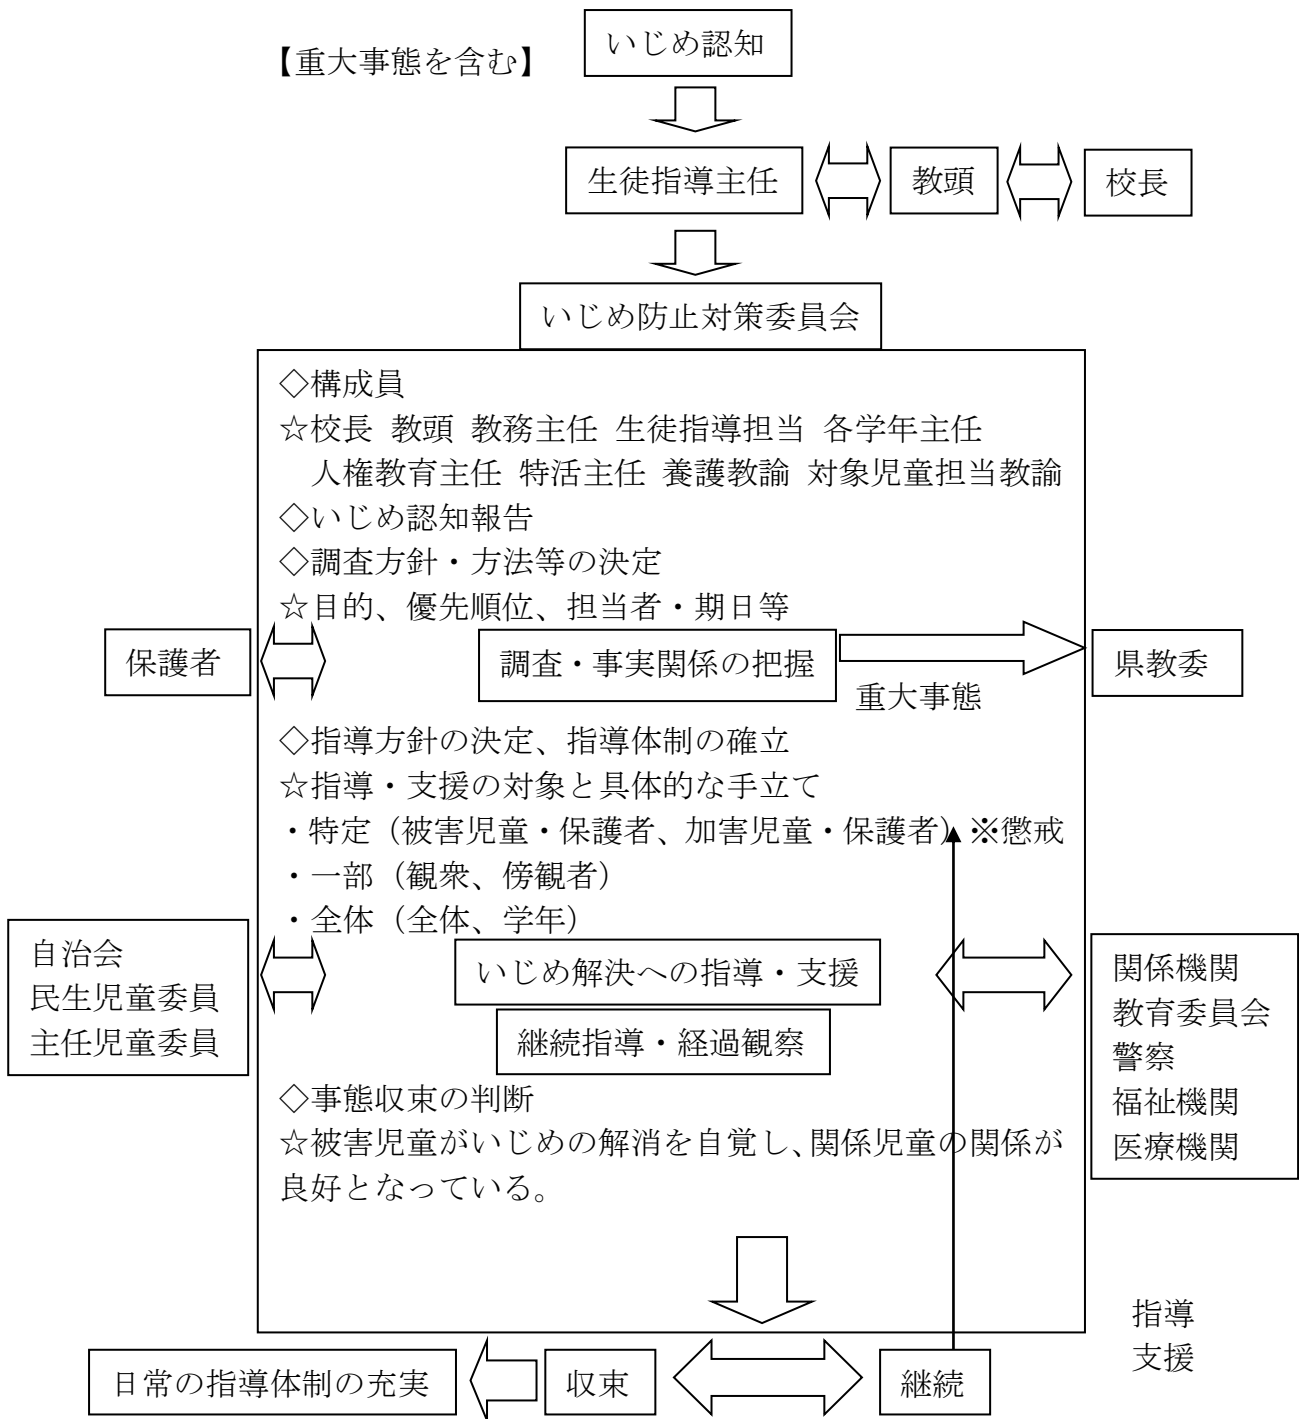 いじめ認知
【重大事態を含む】
生徒指導主任
教頭
校長
いじめ防止対策委員会
◇構成員
☆校長 教頭 教務主任 生徒指導担当 各学年主任
人権教育主任 特活主任 養護教諭 対象児童担当教諭
◇いじめ認知報告
◇調査方針・方法等の決定
☆目的、優先順位、担当者・期日等
保護者
調査・事実関係の把握
県教委
重大事態
◇指導方針の決定、指導体制の確立
☆指導・支援の対象と具体的な手立て
・特定（被害児童・保護者、加害児童・保護者）※懲戒
・一部（観衆、傍観者）
・全体（全体、学年）
自治会
民生児童委員
主任児童委員
いじめ解決への指導・支援
継続指導・経過観察
関係機関
教育委員会
警察
福祉機関
医療機関
◇事態収束の判断
☆被害児童がいじめの解消を自覚し、関係児童の関係が
良好となっている。
指導
支援
日常の指導体制の充実
収束
継続